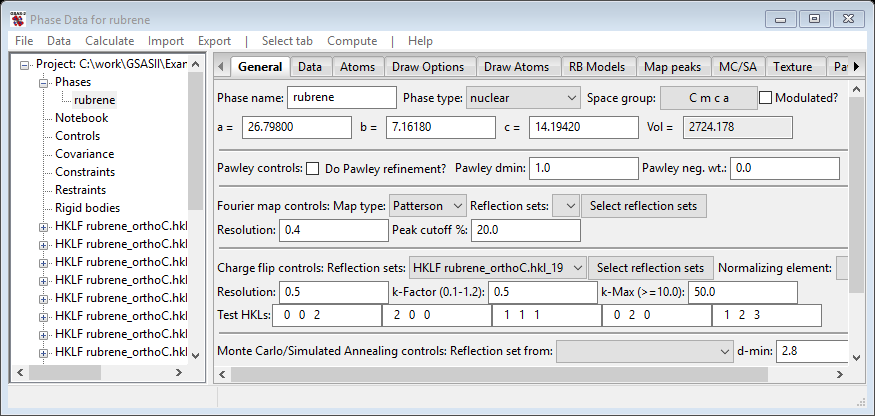 Phase Data for rubrene
File Data Calculate Import Export | Select tab Compute | Help
Project: C:\work\GSASII\Exam
Phases
rubrene
Notebook
Controls
Covariance
Constraints
Restraints
Rigid bodies
HKLF rubrene_orthoC.hkl
HKLF rubrene_orthoC.hkl
HKLF rubrene_orthoC.hkl
HKLF rubrene_orthoC.hkl
HKLF rubrene_orthoC.hkl
HKLF rubrene_orthoC.hkl
HKLF rubrene_orthoC.hkl
HKLF rubrene_orthoC.hkl
General Data Atoms Draw Options Draw Atoms RB Models Map peaks MC/SA Texture
Phase name: rubrene Phase type: nuclear Space group: C m c a Modulated?
a = 26.79800 b = 7.16180 c = 14.19420 Vol = 2724.178
Pawley controls: Do Pawley refinement? Pawley dmin: 1.0 Pawley neg. wt.: 0.0
Fourier map controls: Map type: Patterson Reflection sets: Select reflection sets
Resolution: 0.4 Peak cutoff %: 20.0
Charge flip controls: Reflection sets: HKLF rubrene_orthoC.hkl_19 Select reflection sets Normalizing element:
Resolution: 0.5 k-Factor (0.1-1.2): 0.5 k-Max (>=10.0): 50.0
Test HKLs: 0 0 2 2 0 0 1 1 1 0 2 0 1 2 3
Monte Carlo/Simulated Annealing controls: Reflection set from: d-min: 2.8